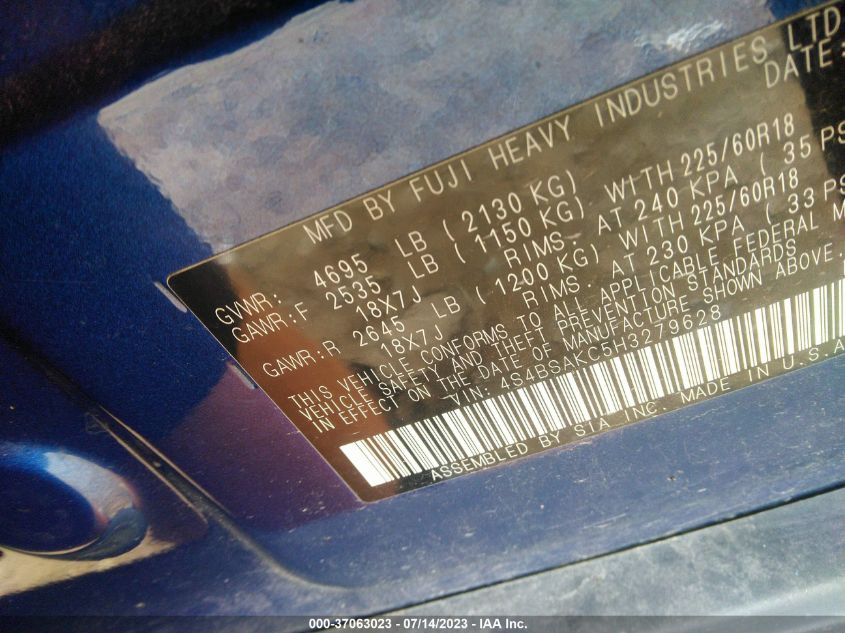 MFD BY FUJI HEAVY INDUSTRIES LTD
DATE:
GVWR: 4695 LB ( 2130 KG)
GAWR:F 2535 LB ( 1150 KG) WITH 225/60R18
18X7J RIMS. AT 240 KPA ( 35 PS
GAWR:R 2645 LB ( 1200 KG) WITH 225/60R18
18X7J RIMS. AT 230 KPA ( 33 PS
THIS VEHICLE CONFORMS TO ALL APPLICABLE FEDERAL M
VEHICLE SAFETY AND THEFT PREVENTION STANDARDS
IN EFFECT ON THE DATE OF MANUFACTURE SHOWN ABOVE.
VIN: 4S4BSAKC5H3279628
ASSEMBLED BY SIA INC. MADE IN U.S.A
000-37063023 - 07/14/2023 - IAA Inc.